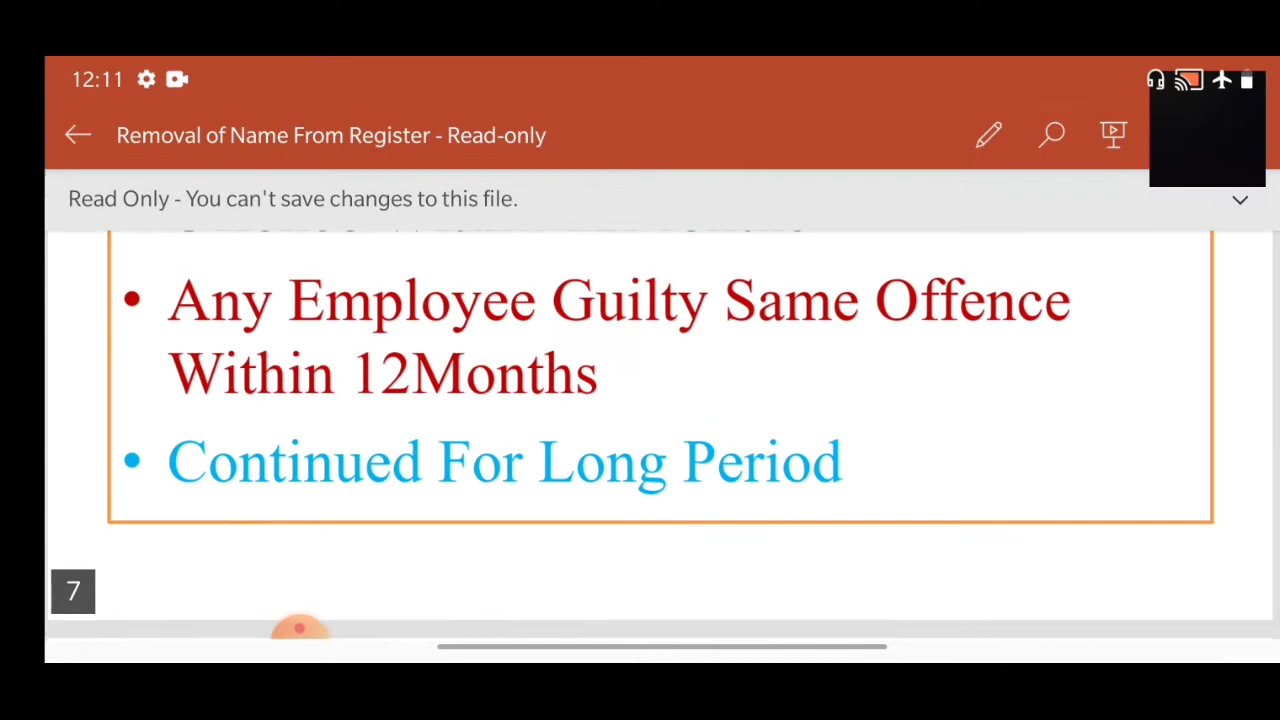 12:11
Removal of Name From Register - Read-only
Read Only - You can't save changes to this file.
• Any Employee Guilty Same Offence
Within 12Months
• Continued For Long Period
7